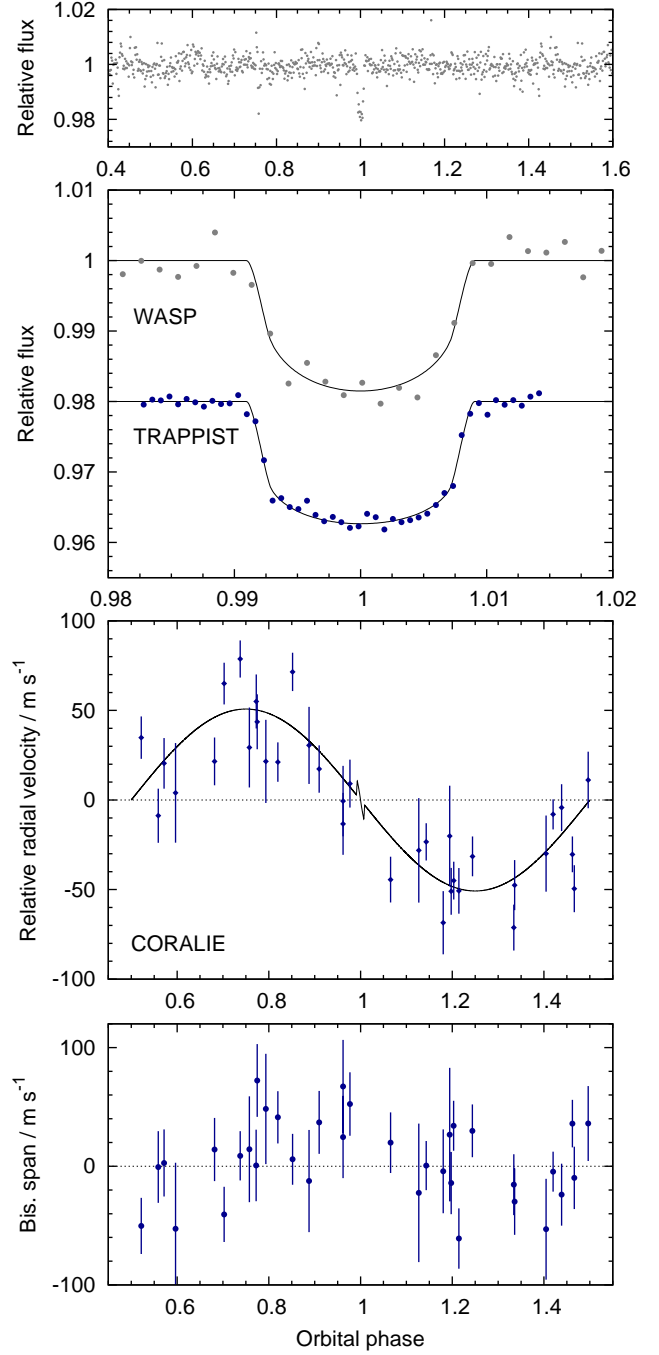 1.02
1
0.98
Relative flux
0.4 0.6 0.8 1 1.2 1.4 1.6
1.01
1
0.99
0.98
0.97
0.96
Relative flux
WASP
TRAPPIST
0.98 0.99 1 1.01 1.02
100
50
0
-50
-100
Relative radial velocity / m s⁻¹
CORALIE
0.6 0.8 1 1.2 1.4
100
0
-100
Bis. span / m s⁻¹
0.6 0.8 1 1.2 1.4
Orbital phase